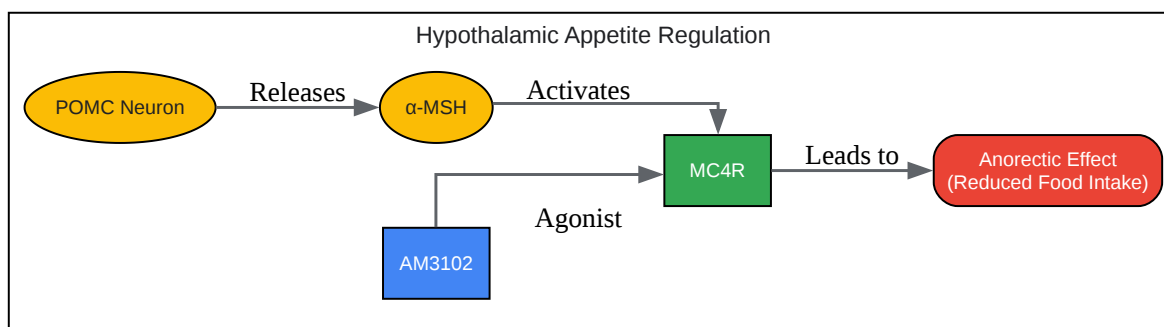 Hypothalamic Appetite Regulation
POMC Neuron
Releases
α-MSH
Activates
MC4R
Leads to
Anorectic Effect
(Reduced Food Intake)
Agonist
AM3102